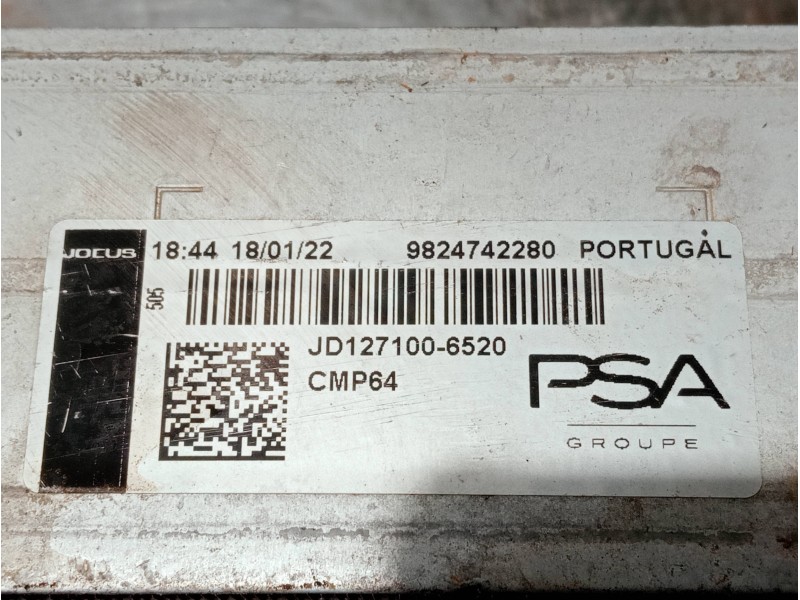 JOCUS 18:44 18/01/22 9824742280 PORTUGAL
505
JD127100-6520
CMP64
PSA
GROUPE